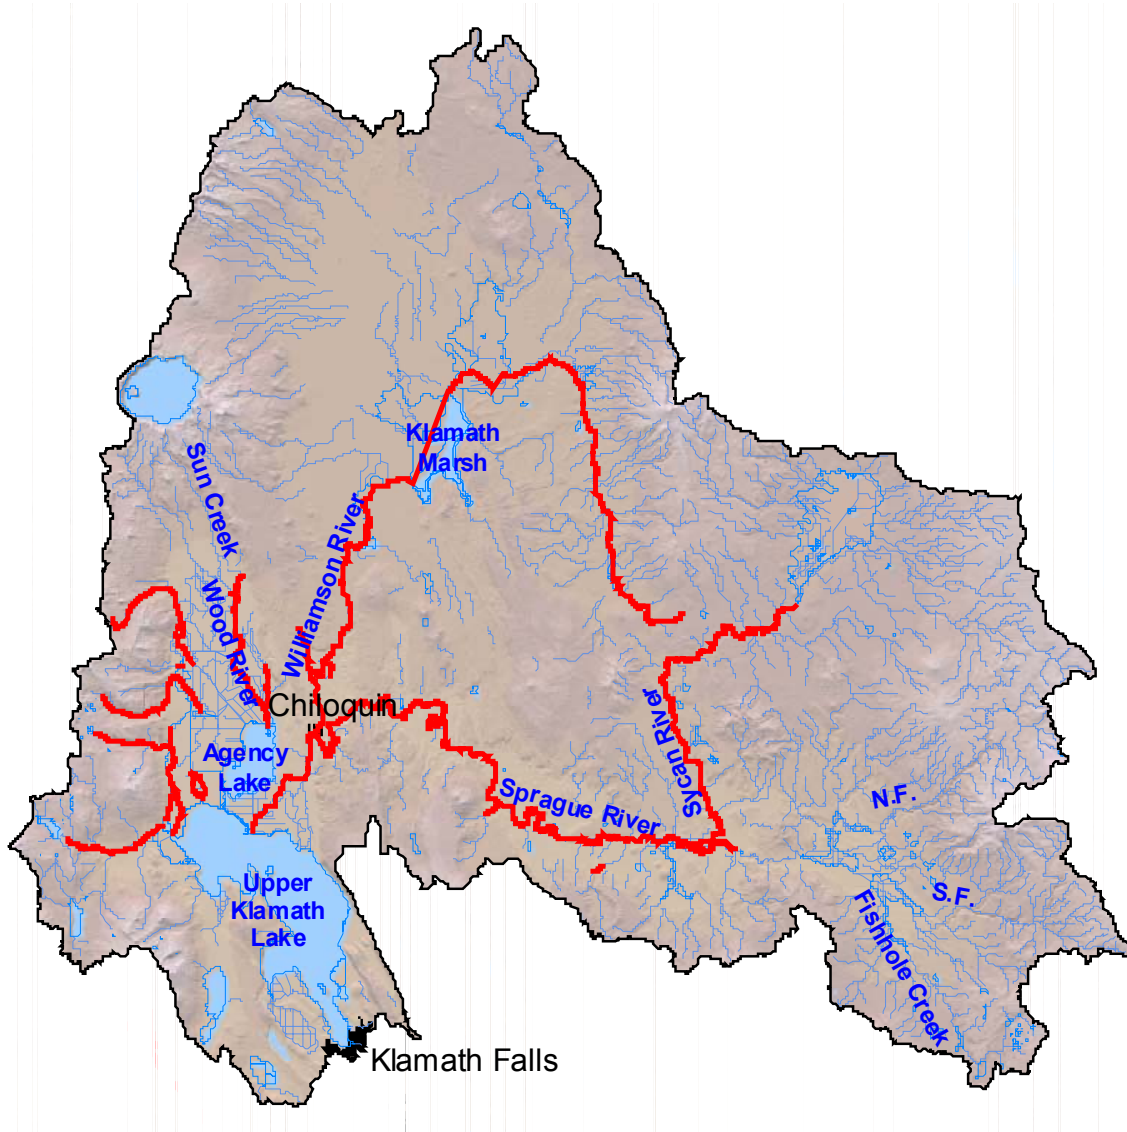 Klamath
Marsh
Sun Creek
Williamson River
Wood River
Chiloquin
Sycan River
Agency
Lake
Sprague River
N.F.
S.F.
Upper
Klamath
Lake
Fishhole Creek
Klamath Falls